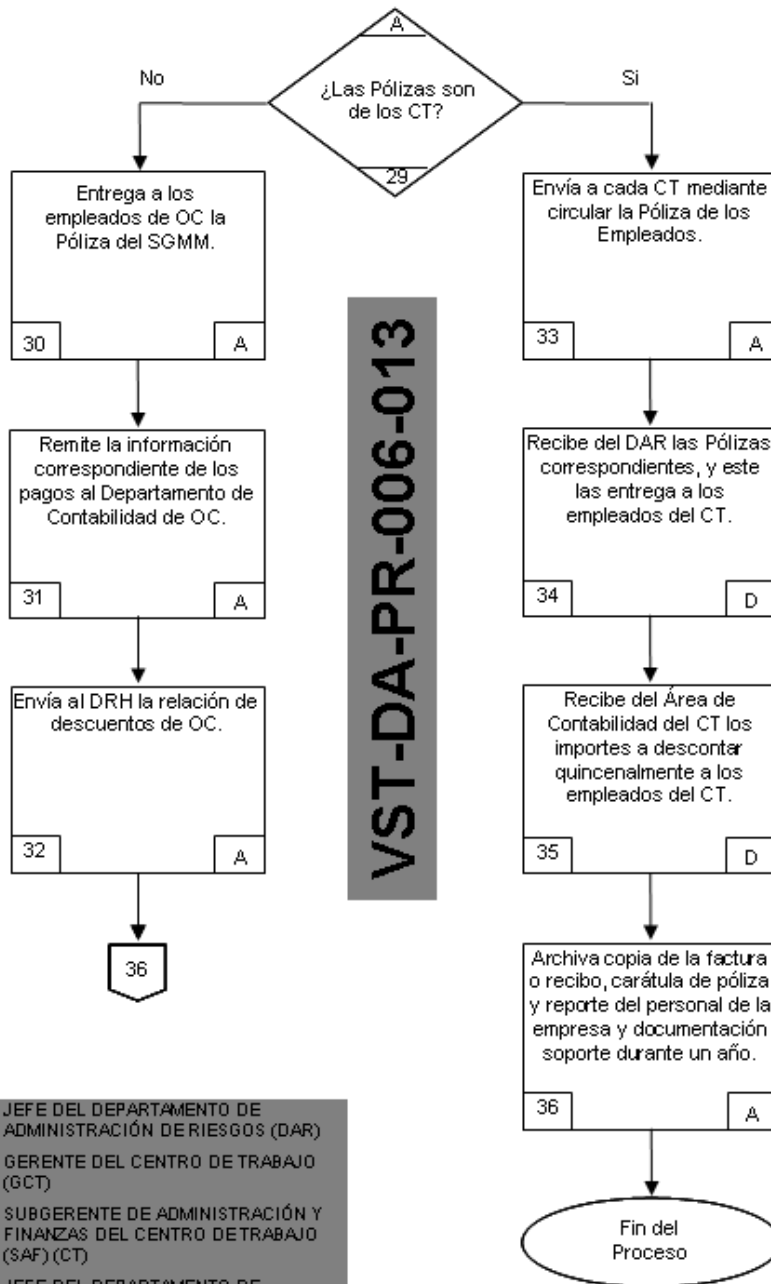 A
¿Las Pólizas son
de los CT?
29
No
Si
Entrega a los
empleados de OC la
Póliza del SGMM.
30
A
Remite la información
correspondiente de los
pagos al Departamento de
Contabilidad de OC.
31
A
Envía al DRH la relación de
descuentos de OC.
32
A
36
VST-DA-PR-006-013
Envía a cada CT mediante
circular la Póliza de los
Empleados.
33
A
Recibe del DAR las Pólizas
correspondientes, y este
las entrega a los
empleados del CT.
34
D
Recibe del Área de
Contabilidad del CT los
importes a descontar
quincenalmente a los
empleados del CT.
35
D
Archiva copia de la factura
o recibo, carátula de póliza
y reporte del personal de la
empresa y documentación
soporte durante un año.
36
A
Fin del
Proceso
JEFE DEL DEPARTAMENTO DE
ADMINISTRACIÓN DE RIESGOS (DAR)
GERENTE DEL CENTRO DE TRABAJO
(GCT)
SUBGERENTE DE ADMINISTRACIÓN Y
FINANZAS DEL CENTRO DE TRABAJO
(SAF) (CT)
JEFE DEL DEPARTAMENTO DE